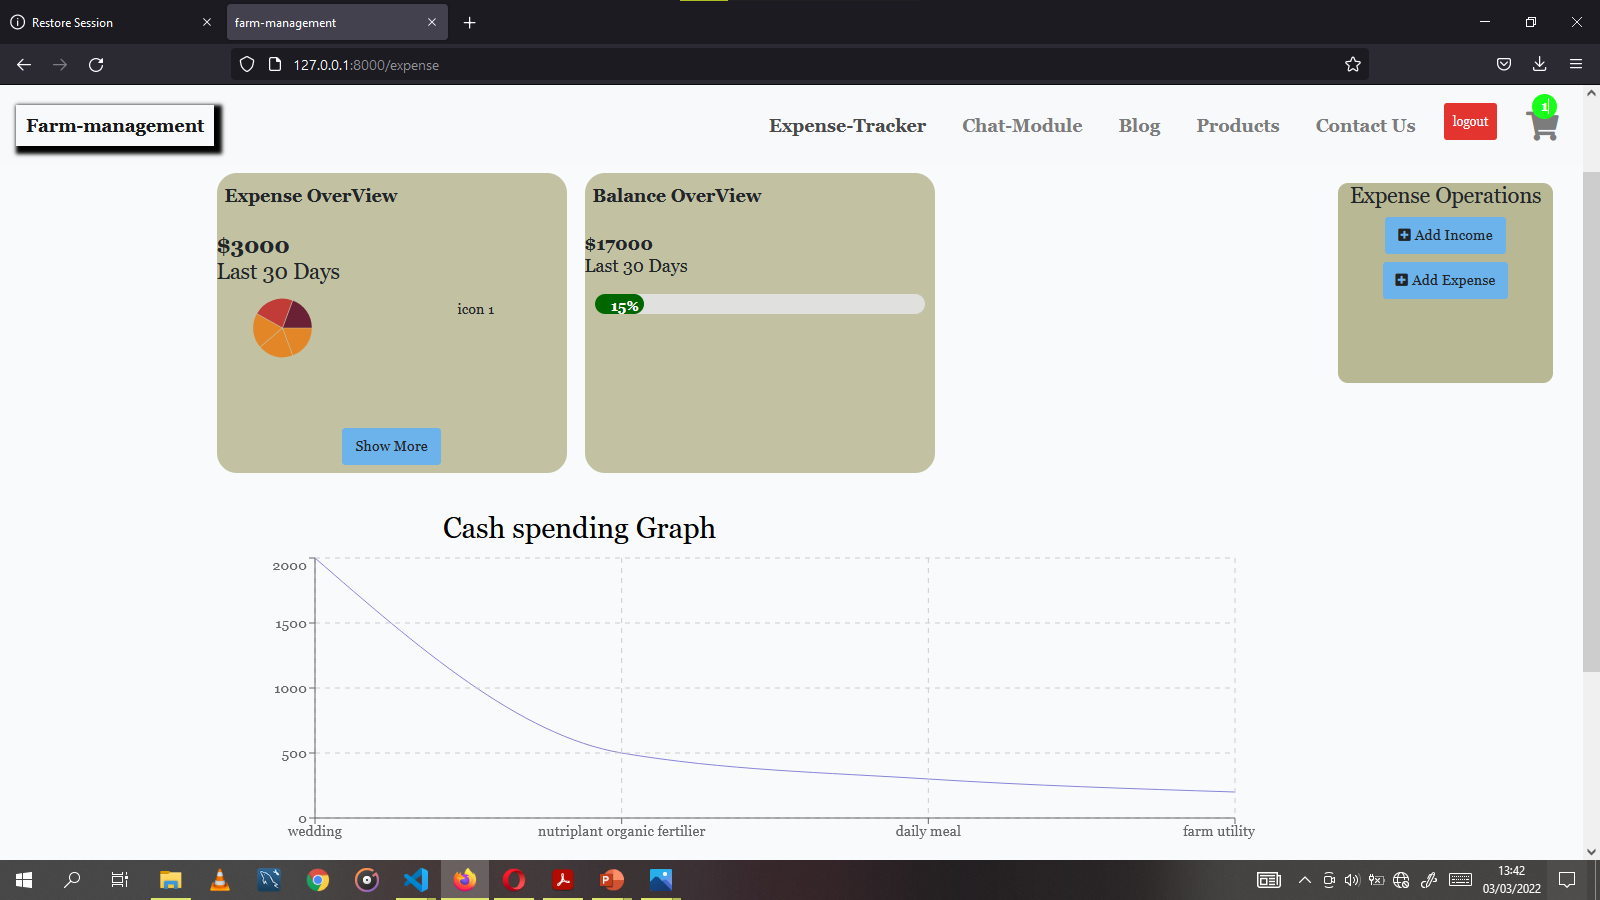 Restore Session
farm-management
127.0.0.1:8000/expense
Farm-management
Expense-Tracker
Chat-Module
Blog
Products
Contact Us
logout
1
Expense OverView
$3000
Last 30 Days
icon 1
Show More
Balance OverView
$17000
Last 30 Days
15%
Expense Operations
Add Income
Add Expense
Cash spending Graph
2000
1500
1000
500
0
wedding
nutriplant organic fertilier
daily meal
farm utility
13:42
03/03/2022